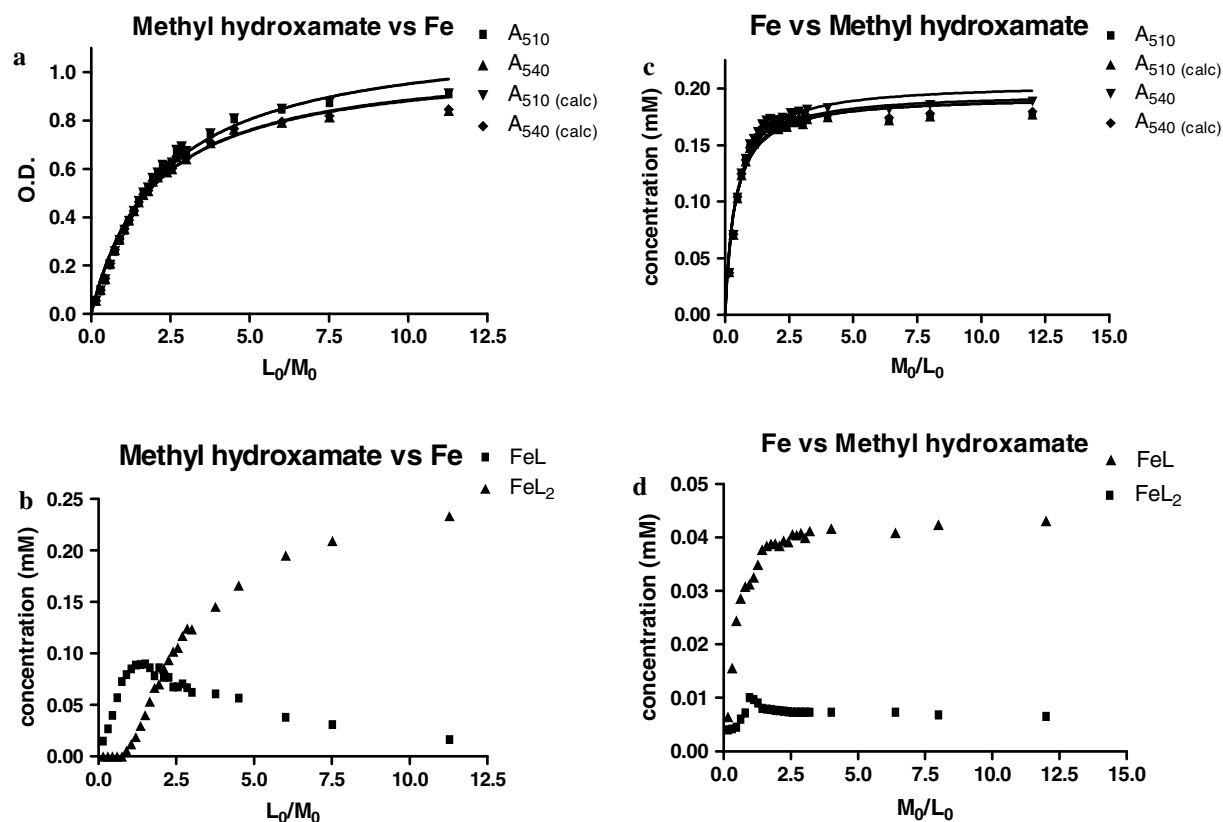 a
Methyl hydroxamate vs Fe
A510
A540
A510 (calc)
A540 (calc)
O.D.
1.0
0.8
0.6
0.4
0.2
0.0
0.0 2.5 5.0 7.5 10.0 12.5
L0/M0
c
Fe vs Methyl hydroxamate
A510
A510 (calc)
A540
A540 (calc)
concentration (mM)
0.20
0.15
0.10
0.05
0.00
0.0 2.5 5.0 7.5 10.0 12.5 15.0
M0/L0
b
Methyl hydroxamate vs Fe
FeL
FeL2
concentration (mM)
0.25
0.20
0.15
0.10
0.05
0.00
0.0 2.5 5.0 7.5 10.0 12.5
L0/M0
d
Fe vs Methyl hydroxamate
FeL
FeL2
concentration (mM)
0.05
0.04
0.03
0.02
0.01
0.00
0.0 2.5 5.0 7.5 10.0 12.5 15.0
M0/L0